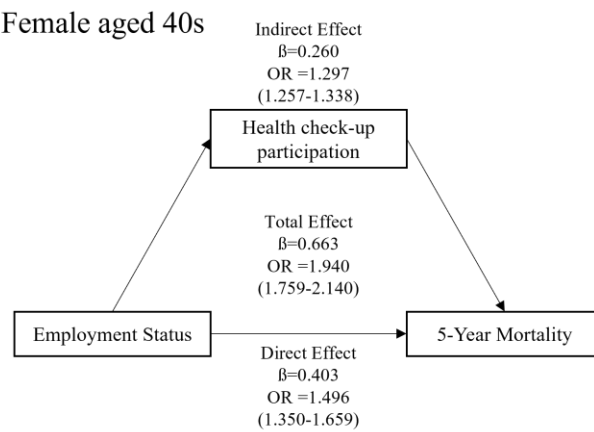 Female aged 40s
Indirect Effect
ß=0.260
OR =1.297
(1.257-1.338)
Health check-up
participation
Total Effect
ß=0.663
OR =1.940
(1.759-2.140)
Employment Status
5-Year Mortality
Direct Effect
ß=0.403
OR =1.496
(1.350-1.659)